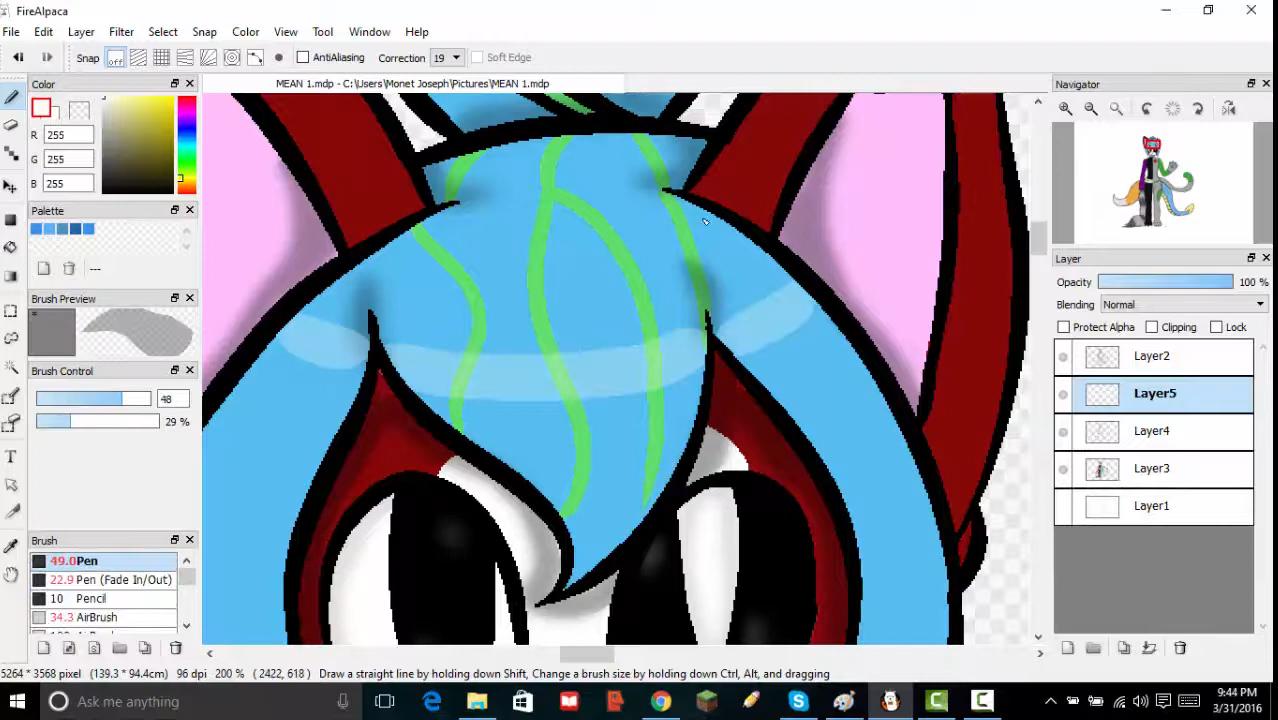 FireAlpaca
File Edit Layer Filter Select Snap Color View Tool Window Help
Snap off AntiAliasing Correction 19 Soft Edge
MEAN 1.mdp - C:\Users\Monet Joseph\Pictures\MEAN 1.mdp
Color
R 255
G 255
B 255
Palette
---
Brush Preview
Brush Control
48
29 %
Brush
49.0 Pen
22.9 Pen (Fade In/Out)
10 Pencil
34.3 AirBrush
Navigator
Layer
Opacity 100 %
Blending Normal
Protect Alpha Clipping Lock
Layer2
Layer5
Layer4
Layer3
Layer1
5264 * 3568 pixel (139.3 * 94.4cm) 96 dpi 200 % (2422, 618) Draw a straight line by holding down Shift, Change a brush size by holding down Ctrl, Alt, and dragging
Ask me anything
9:44 PM
3/31/2016